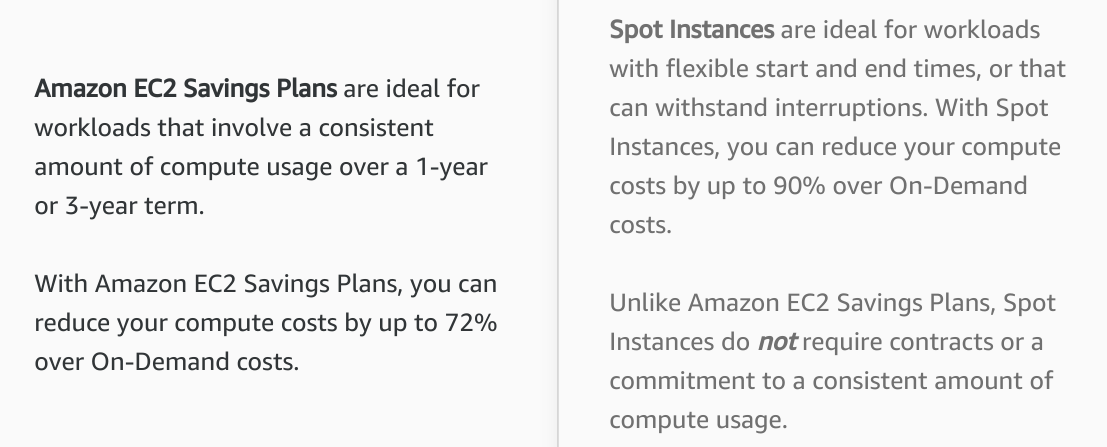 Amazon EC2 Savings Plans are ideal for
workloads that involve a consistent
amount of compute usage over a 1-year
or 3-year term.
With Amazon EC2 Savings Plans, you can
reduce your compute costs by up to 72%
over On-Demand costs.
Spot Instances are ideal for workloads
with flexible start and end times, or that
can withstand interruptions. With Spot
Instances, you can reduce your compute
costs by up to 90% over On-Demand
costs.
Unlike Amazon EC2 Savings Plans, Spot
Instances do not require contracts or a
commitment to a consistent amount of
compute usage.